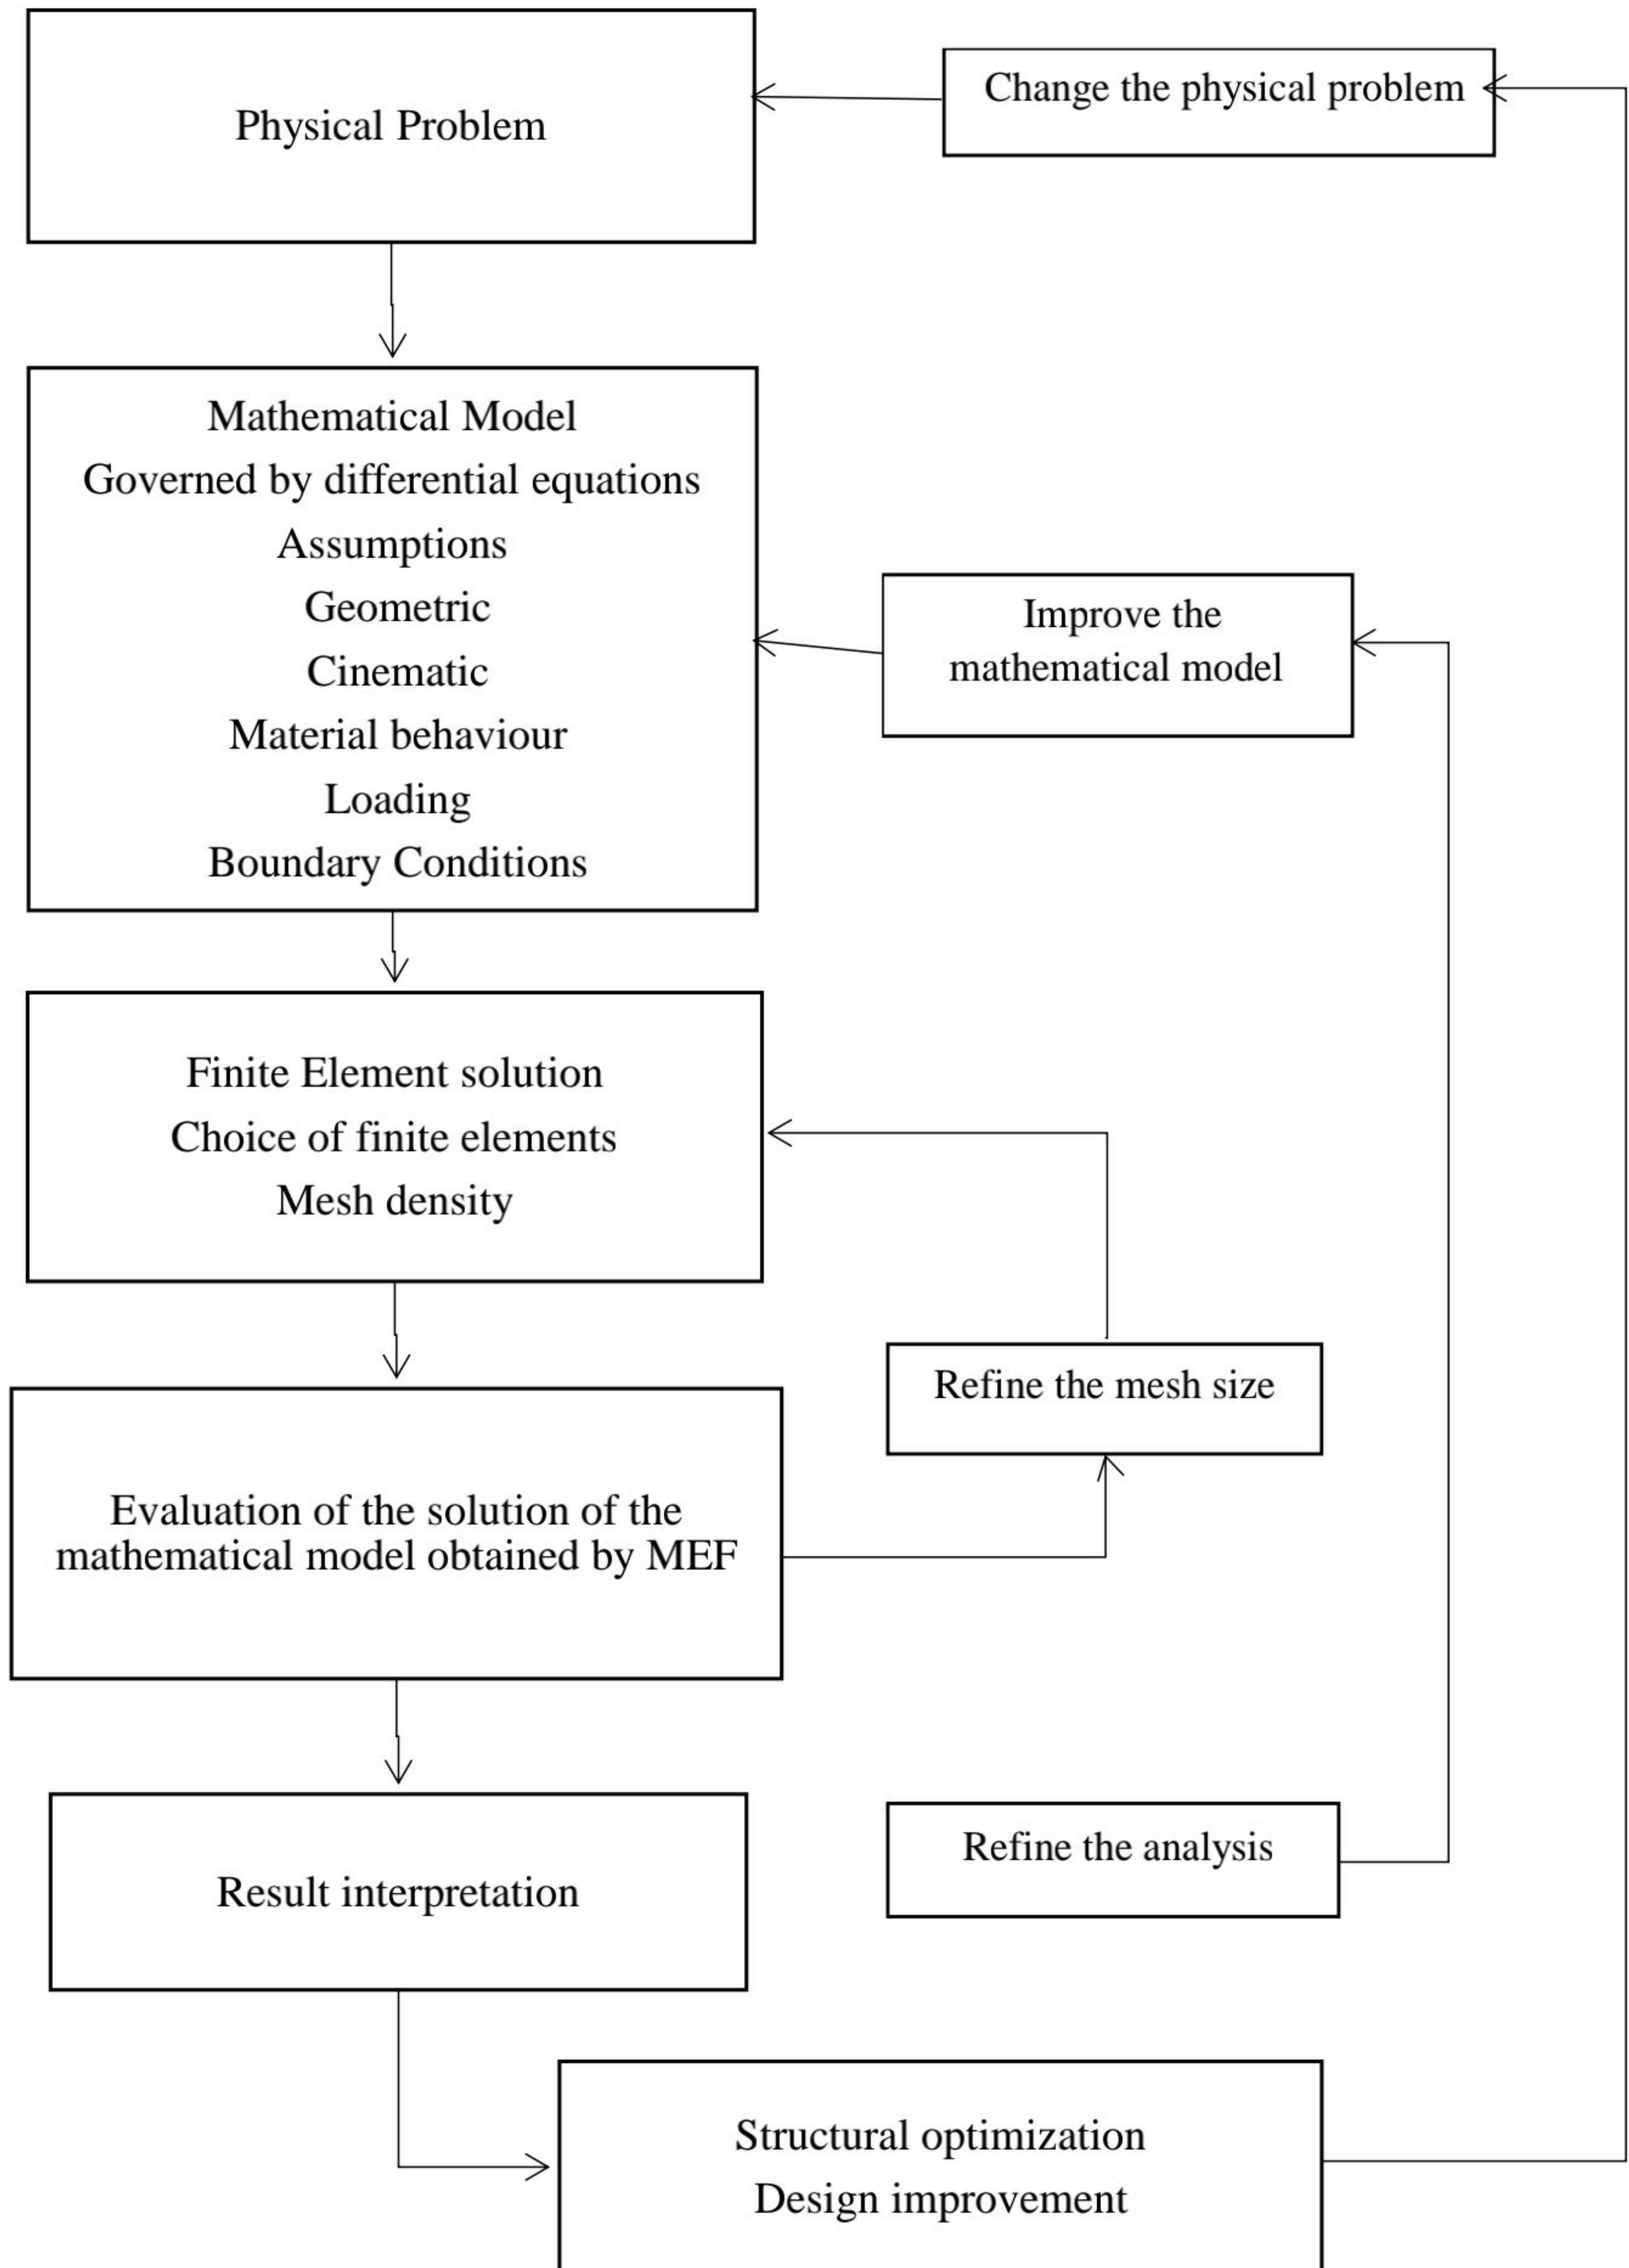 Physical Problem
Change the physical problem
Mathematical Model
Governed by differential equations
Assumptions
Geometric
Cinematic
Material behaviour
Loading
Boundary Conditions
Improve the
mathematical model
Finite Element solution
Choice of finite elements
Mesh density
Refine the mesh size
Evaluation of the solution of the
mathematical model obtained by MEF
Result interpretation
Refine the analysis
Structural optimization
Design improvement